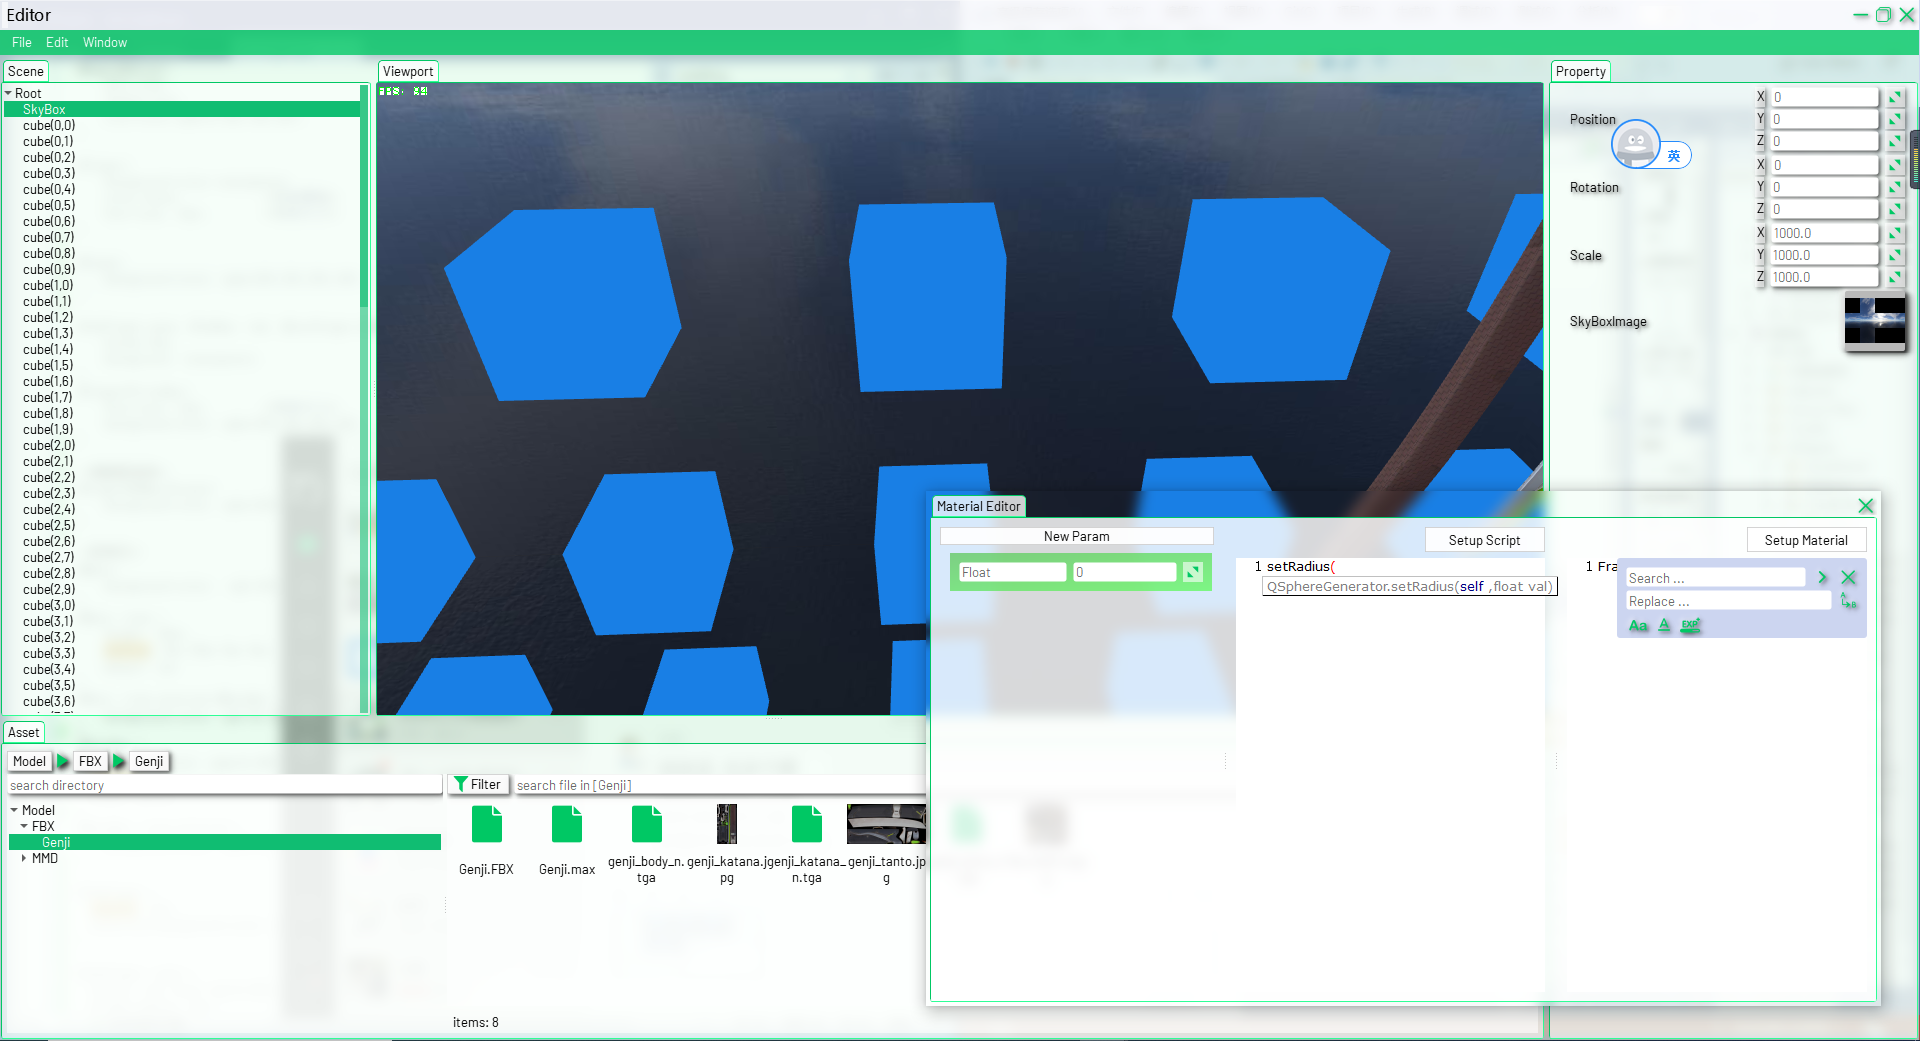 Editor
File Edit Window
Scene
Root
SkyBox
cube(0,0)
cube(0,1)
cube(0,2)
cube(0,3)
cube(0,4)
cube(0,5)
cube(0,6)
cube(0,7)
cube(0,8)
cube(0,9)
cube(1,0)
cube(1,1)
cube(1,2)
cube(1,3)
cube(1,4)
cube(1,5)
cube(1,6)
cube(1,7)
cube(1,8)
cube(1,9)
cube(2,0)
cube(2,1)
cube(2,2)
cube(2,3)
cube(2,4)
cube(2,5)
cube(2,6)
cube(2,7)
cube(2,8)
cube(2,9)
cube(3,0)
cube(3,1)
cube(3,2)
cube(3,3)
cube(3,4)
cube(3,5)
cube(3,6)
Viewport
Property
Position
X 0
Y 0
Z 0
英
Rotation
X 0
Y 0
Z 0
Scale
X 1000.0
Y 1000.0
Z 1000.0
SkyBoxImage
Material Editor
New Param
Float 0
Setup Script
1 setRadius(
QSphereGenerator.setRadius(self ,float val)
Setup Material
1 Fra
Search ...
Replace ...
Aa A EXP
Asset
Model FBX Genji
search directory
Model
FBX
Genji
MMD
Filter search file in [Genji]
Genji.FBX
Genji.max
genji_body_n.
tga
genji_katana.j
pg
genji_katana_
n.tga
genji_tanto.jp
g
items: 8